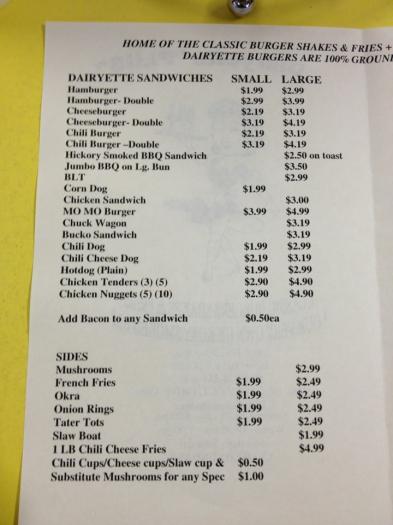 HOME OF THE CLASSIC BURGER SHAKES & FRIES +
DAIRYETTE BURGERS ARE 100% GROUN
DAIRYETTE SANDWICHES SMALL LARGE
Hamburger $1.99 $2.99
Hamburger- Double $2.99 $3.99
Cheeseburger $2.19 $3.19
Cheeseburger- Double $3.19 $4.19
Chili Burger $2.19 $3.19
Chili Burger –Double $3.19 $4.19
Hickory Smoked BBQ Sandwich $2.50 on toast
Jumbo BBQ on Lg. Bun $3.50
BLT $2.99
Corn Dog $1.99
Chicken Sandwich $3.00
MO MO Burger $3.99 $4.99
Chuck Wagon $3.19
Bucko Sandwich $3.19
Chili Dog $1.99 $2.99
Chili Cheese Dog $2.19 $3.19
Hotdog (Plain) $1.99 $2.99
Chicken Tenders (3) (5) $2.90 $4.90
Chicken Nuggets (5) (10) $2.90 $4.90
Add Bacon to any Sandwich $0.50ea
SIDES
Mushrooms $2.99
French Fries $1.99 $2.49
Okra $1.99 $2.49
Onion Rings $1.99 $2.49
Tater Tots $1.99 $2.49
Slaw Boat $1.99
1 LB Chili Cheese Fries $4.99
Chili Cups/Cheese cups/Slaw cup & $0.50
Substitute Mushrooms for any Spec $1.00